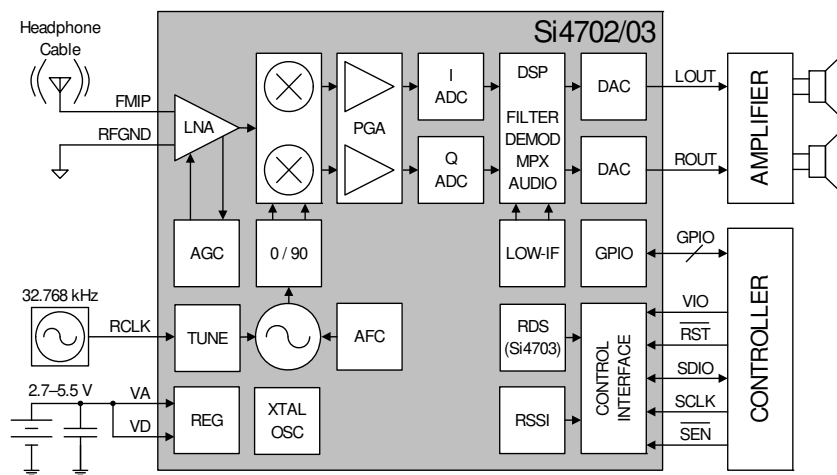 Si4702/03
Headphone
Cable
FMIP
RFGND
LNA
PGA
I
ADC
Q
ADC
DSP
FILTER
DEMOD
MPX
AUDIO
DAC
DAC
LOUT
ROUT
AMPLIFIER
AGC
0 / 90
LOW-IF
GPIO
GPIO
32.768 kHz
RCLK
TUNE
AFC
RDS
(Si4703)
CONTROL
INTERFACE
VIO
RST
SDIO
SCLK
SEN
CONTROLLER
2.7–5.5 V
VA
VD
REG
XTAL
OSC
RSSI